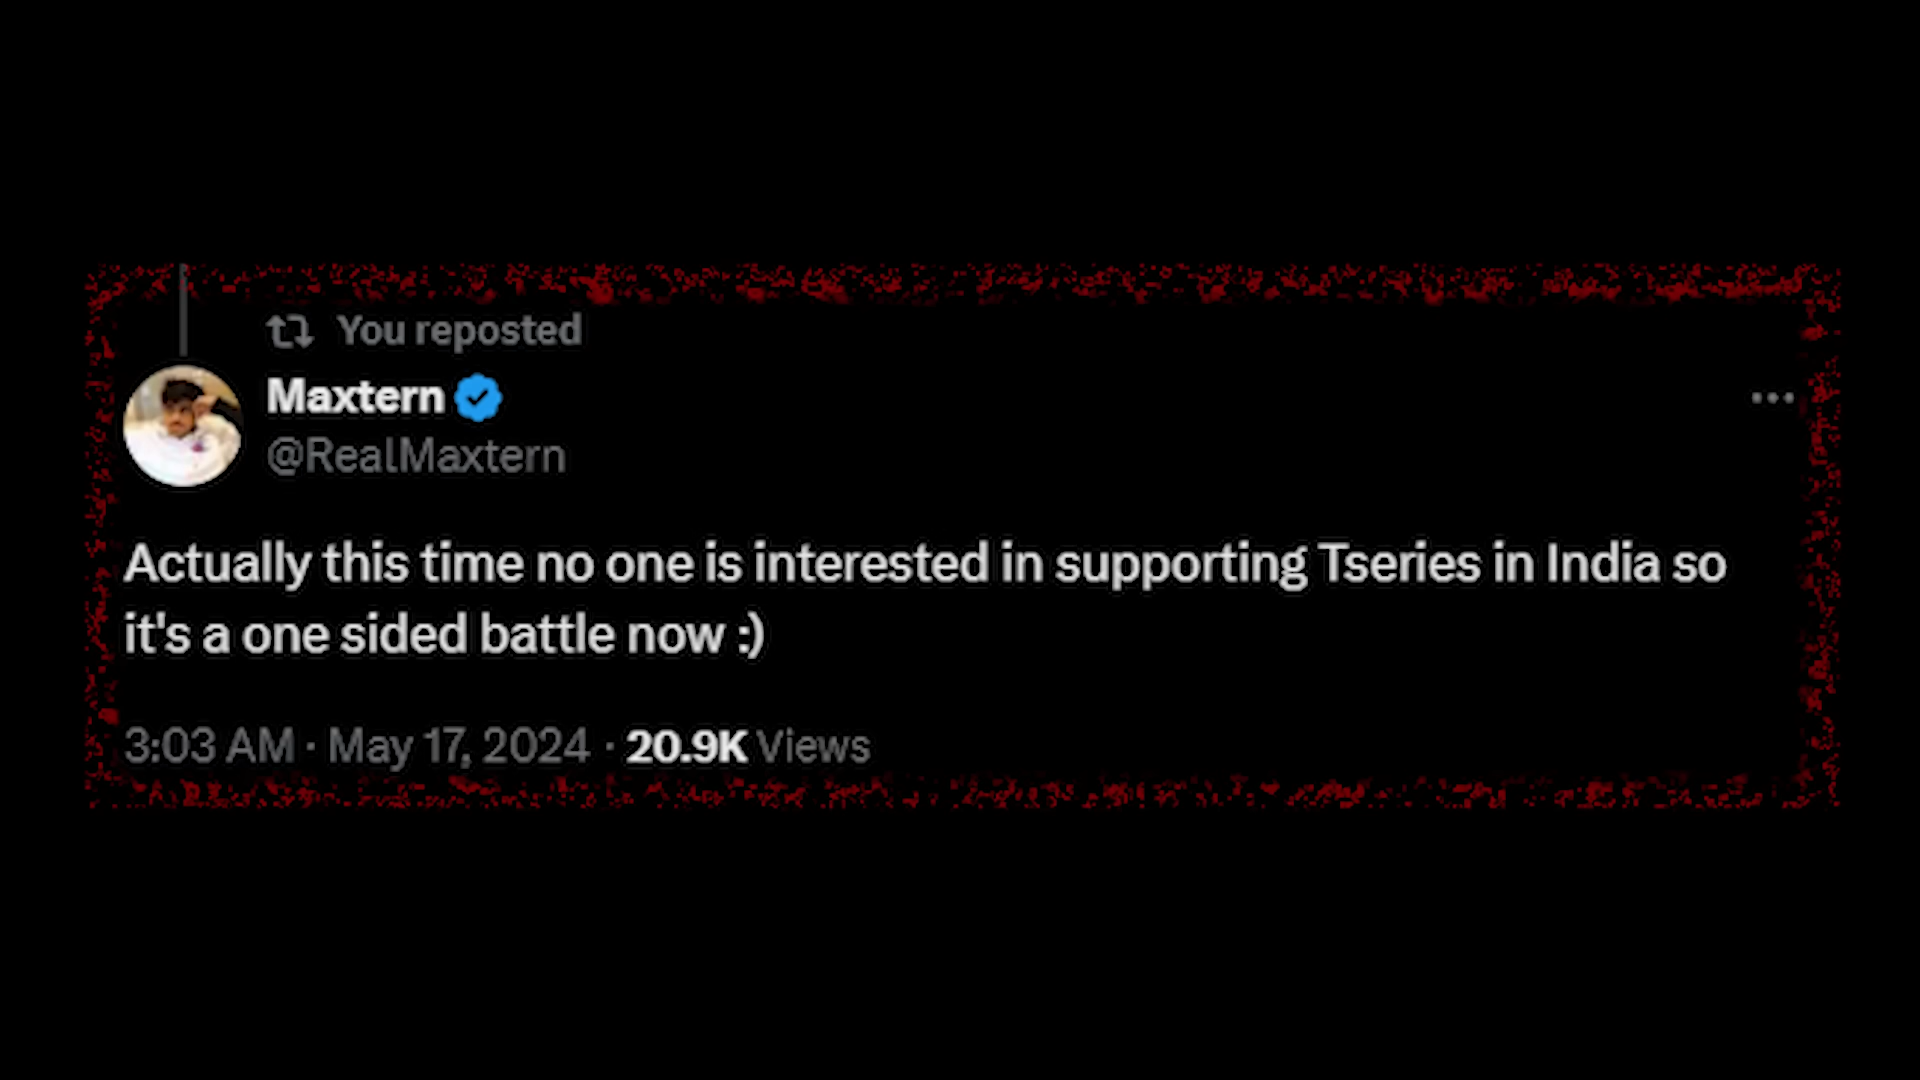 You reposted
Maxtern
@RealMaxtern
Actually this time no one is interested in supporting Tseries in India so
it's a one sided battle now :)
3:03 AM · May 17, 2024 · 20.9K Views